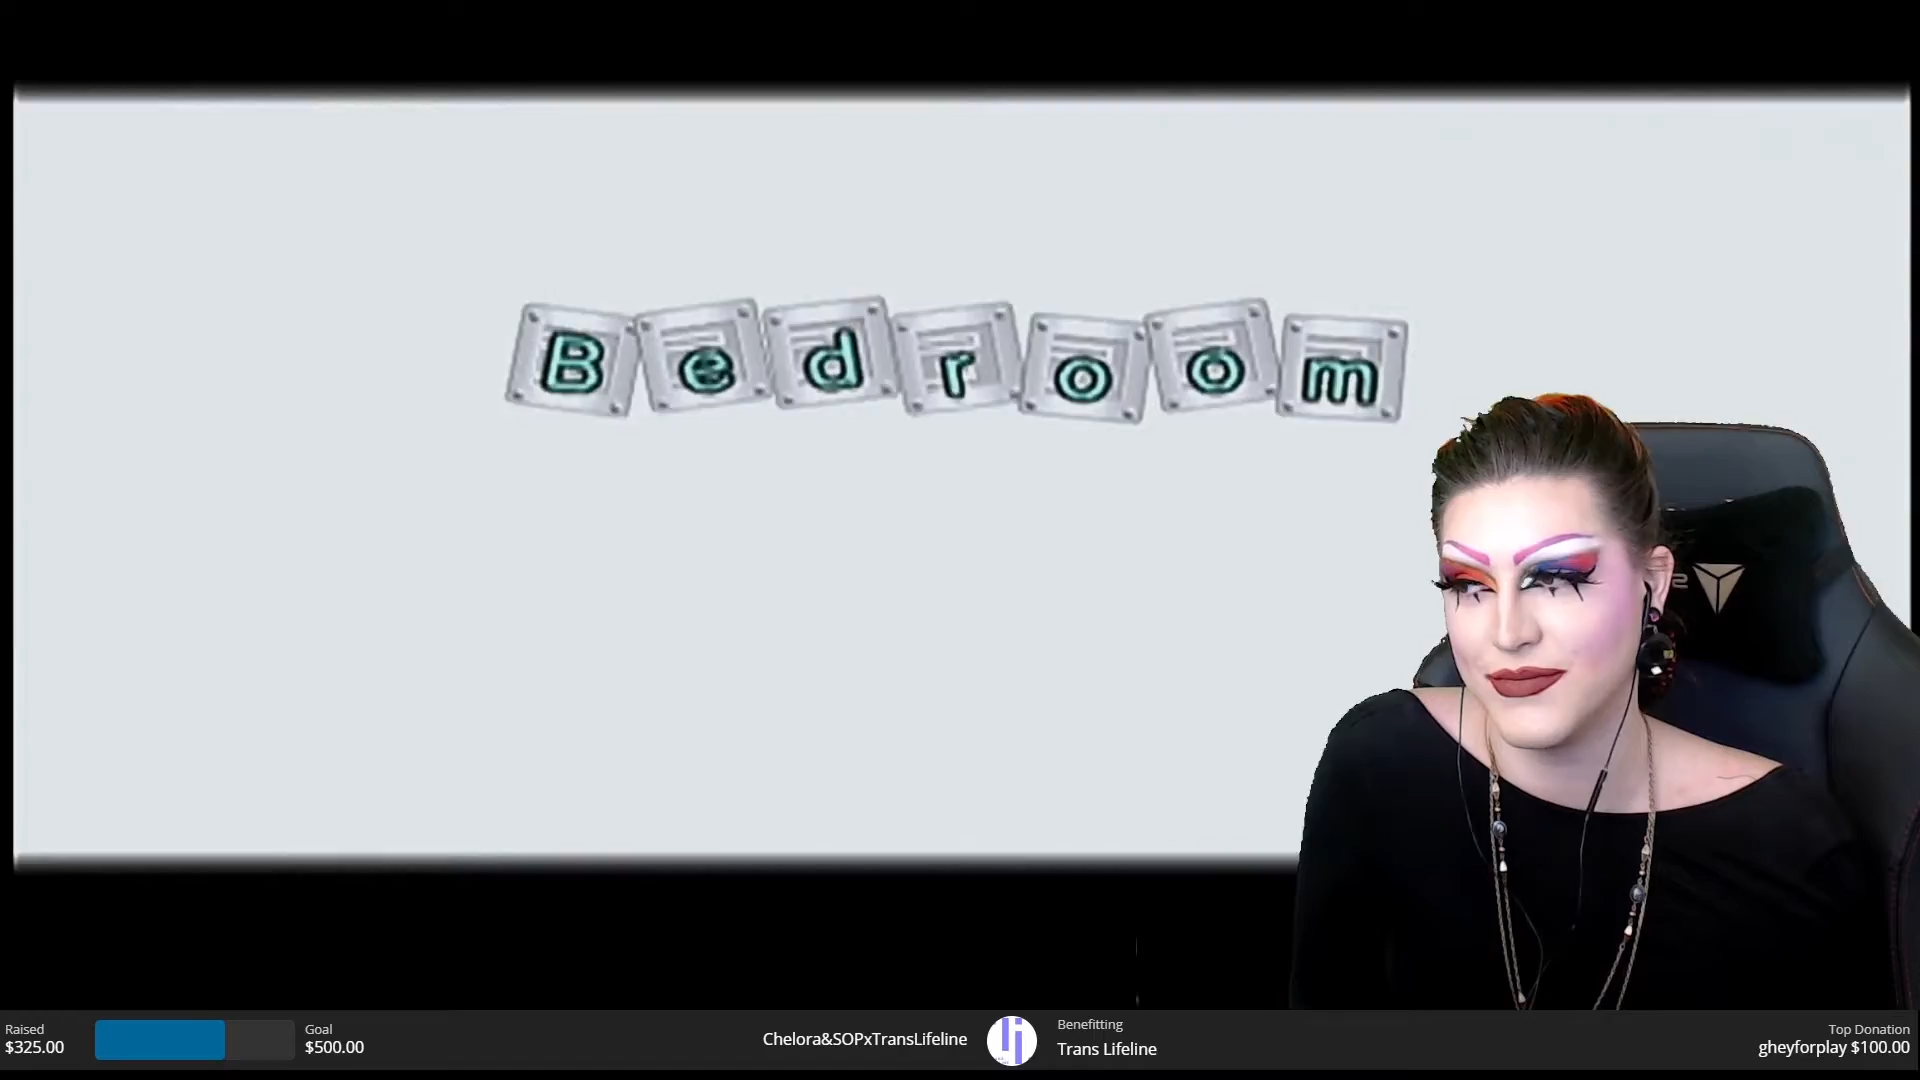 Bedroom
Raised
$325.00
Goal
$500.00
Chelora&SOPxTransLifeline
Benefitting
Trans Lifeline
Top Donation
gheyforplay $100.00